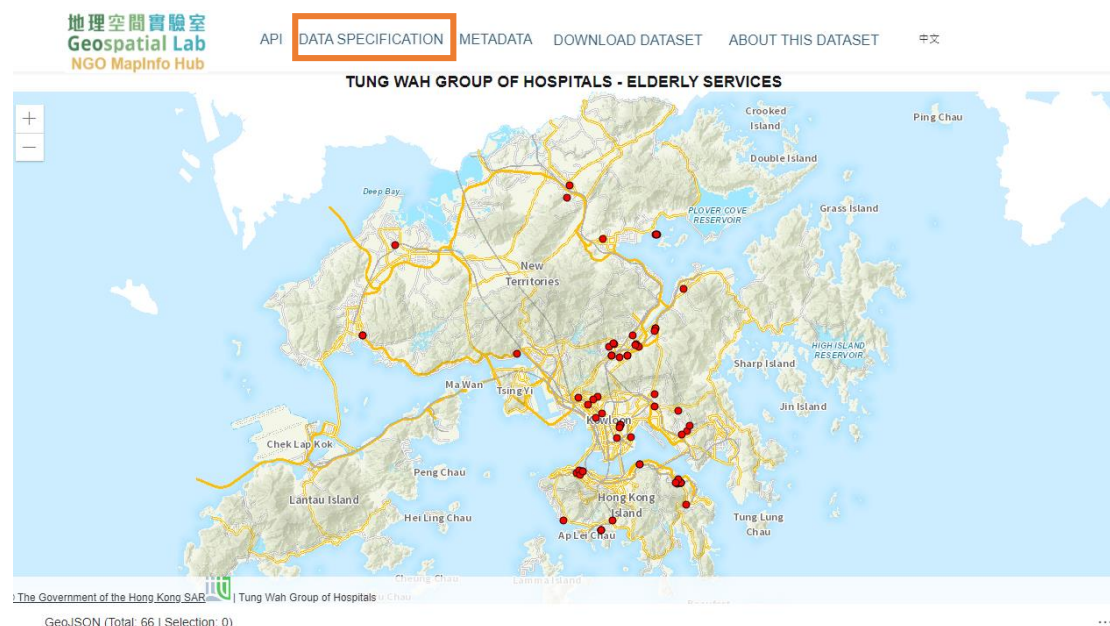 地理空間實驗室
Geospatial Lab
NGO MapInfo Hub
API DATA SPECIFICATION METADATA DOWNLOAD DATASET ABOUT THIS DATASET 中文
TUNG WAH GROUP OF HOSPITALS - ELDERLY SERVICES
+
−
Crooked
Island
Ping Chau
Double Island
Deep Bay
PLOVER COVE
RESERVOIR
Grass Island
New
Territories
HIGH ISLAND
RESERVOIR
Sharp Island
Ma Wan
Tsing Yi
Jin Island
Kowloon
Chek Lap Kok
Peng Chau
Lantau Island
Hong Kong
Island
Hei Ling Chau
Tung Lung
Chau
Ap Lei Chau
Cheung Chau
Lamma Island
The Government of the Hong Kong SAR | Tung Wah Group of Hospitals
GeoJSON (Total: 66 | Selection: 0)
...